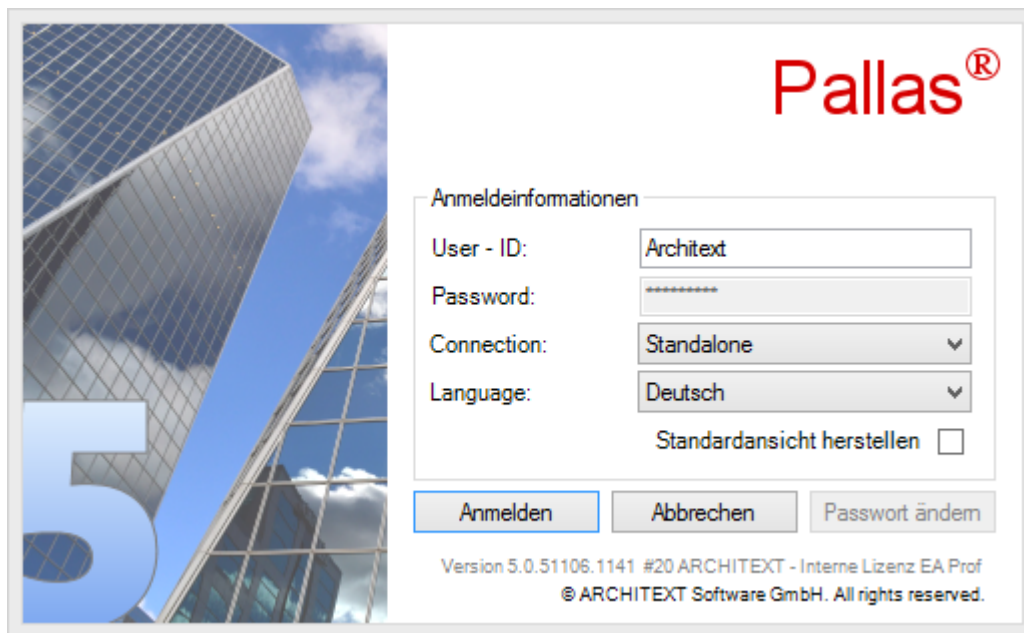 Pallas®
Anmeldeinformationen
User - ID: Architext
Password: *********
Connection: Standalone
Language: Deutsch
Standardansicht herstellen
Anmelden Abbrechen Passwort ändern
5
Version 5.0.51106.1141 #20 ARCHITEXT - Interne Lizenz EA Prof
© ARCHITEXT Software GmbH. All rights reserved.